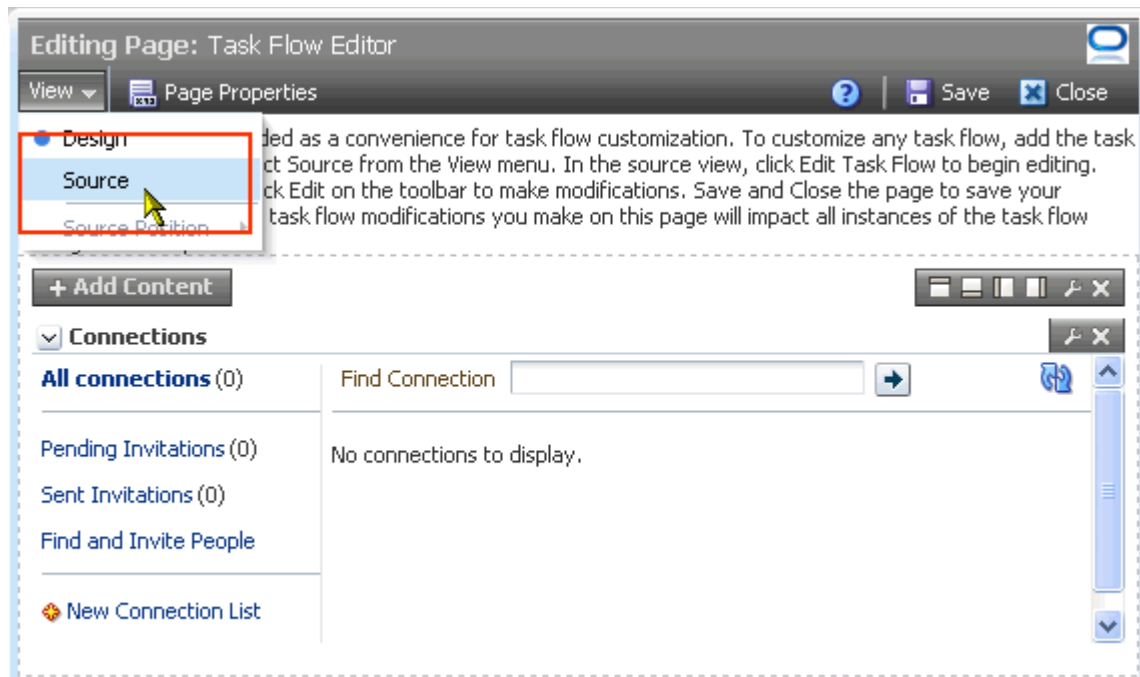 Editing Page: Task Flow Editor
View Page Properties Save Close
Design ded as a convenience for task flow customization. To customize any task flow, add the task
Source ct Source from the View menu. In the source view, click Edit Task Flow to begin editing.
ck Edit on the toolbar to make modifications. Save and Close the page to save your
Source Position task flow modifications you make on this page will impact all instances of the task flow
+ Add Content
Connections
All connections (0) Find Connection
Pending Invitations (0) No connections to display.
Sent Invitations (0)
Find and Invite People
New Connection List